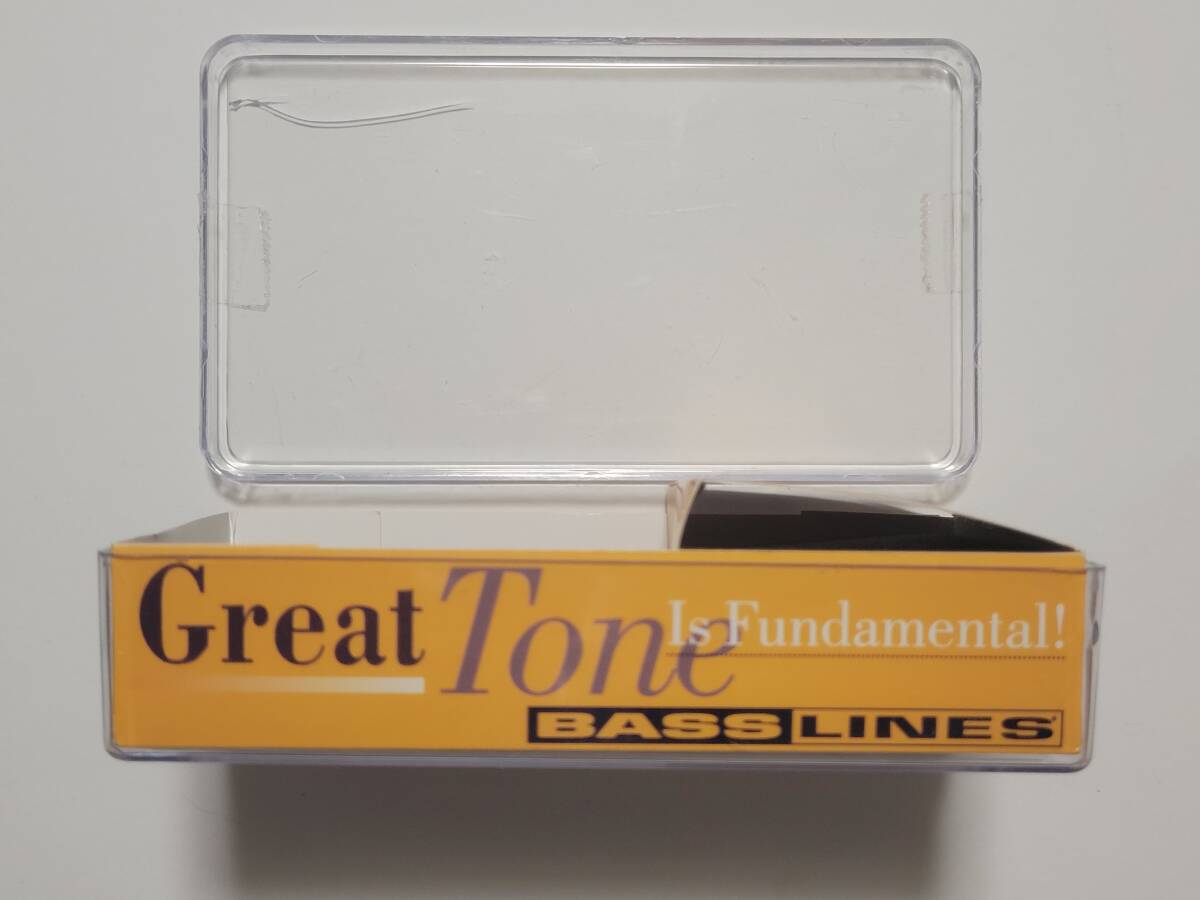 Great Tone Is Fundamental!
BASS LINES